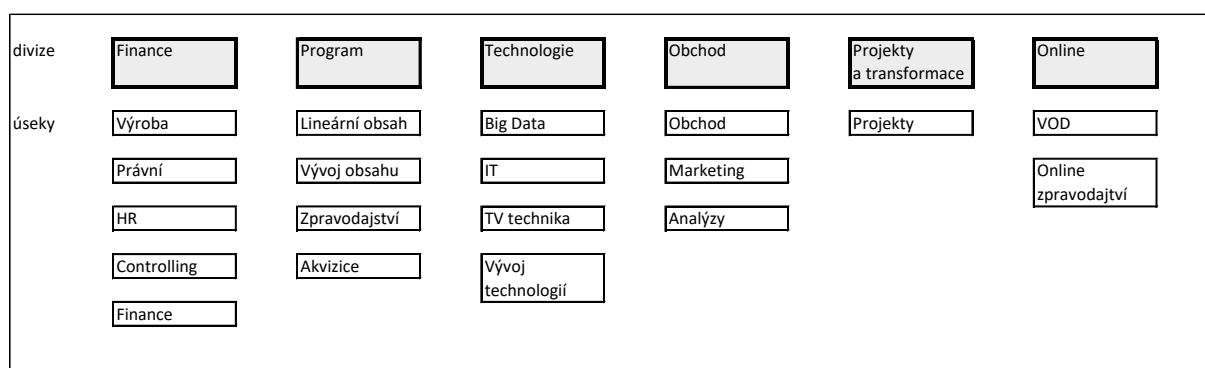 divize Finance Program Technologie Obchod Projekty Online
a transformace
úseky Výroba Lineární obsah Big Data Obchod Projekty VOD
Právní Vývoj obsahu IT Marketing Online
zpravodajtví
HR Zpravodajství TV technika Analýzy
Controlling Akvizice Vývoj
technologií
Finance